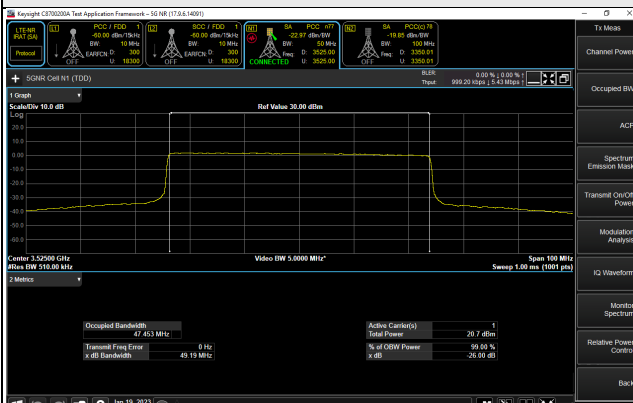 Keysight C8700200A Test Application Framework – 5G NR (17.9.6.14091)
LTE-NR IRAT (SA)
Protocol
L1 PCC / FDD 1
-60.00 dBm/15kHz
BW: 10 MHz
EARFCN: D: 300
OFF U: 18300
L2 SCC / FDD 1
-60.00 dBm/15kHz
BW: 10 MHz
EARFCN: D: 300
OFF U: 18300
N1 SA PCC n77
-22.97 dBm/BW
BW: 50 MHz
Freq: D: 3525.00
CONNECTED U: 3525.00
N2 SA PCC(c) 78
-19.85 dBm/BW
BW: 100 MHz
Freq: D: 3350.01
OFF U: 3350.01
Tx Meas
+ 5GNR Cell N1 (TDD)
BLER: 0.00 % ↓ 0.00 % ↑
Thput: 999.20 kbps ↓ 5.43 Mbps ↑
1 Graph
Scale/Div 10.0 dB
Ref Value 30.00 dBm
Log
20.0
10.0
0.00
-10.0
-20.0
-30.0
-40.0
-50.0
-60.0
Center 3.52500 GHz
Video BW 5.0000 MHz*
Span 100 MHz
#Res BW 510.00 kHz
Sweep 1.00 ms (1001 pts)
2 Metrics
Occupied Bandwidth
47.453 MHz
Transmit Freq Error 0 Hz
x dB Bandwidth 49.19 MHz
Active Carrier(s) 1
Total Power 20.7 dBm
% of OBW Power 99.00 %
x dB -26.00 dB
Channel Power
Occupied BW
ACP
Spectrum
Emission Mask
Transmit On/Off
Power
Modulation
Analysis
IQ Waveform
Monitor
Spectrum
Relative Power
Control
Back
Jan 19, 2023